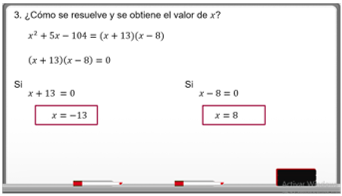 3. ¿Cómo se resuelve y se obtiene el valor de x?
x² + 5x − 104 = (x + 13)(x − 8)
(x + 13)(x − 8) = 0
Si
x + 13 = 0
x = −13
Si
x − 8 = 0
x = 8